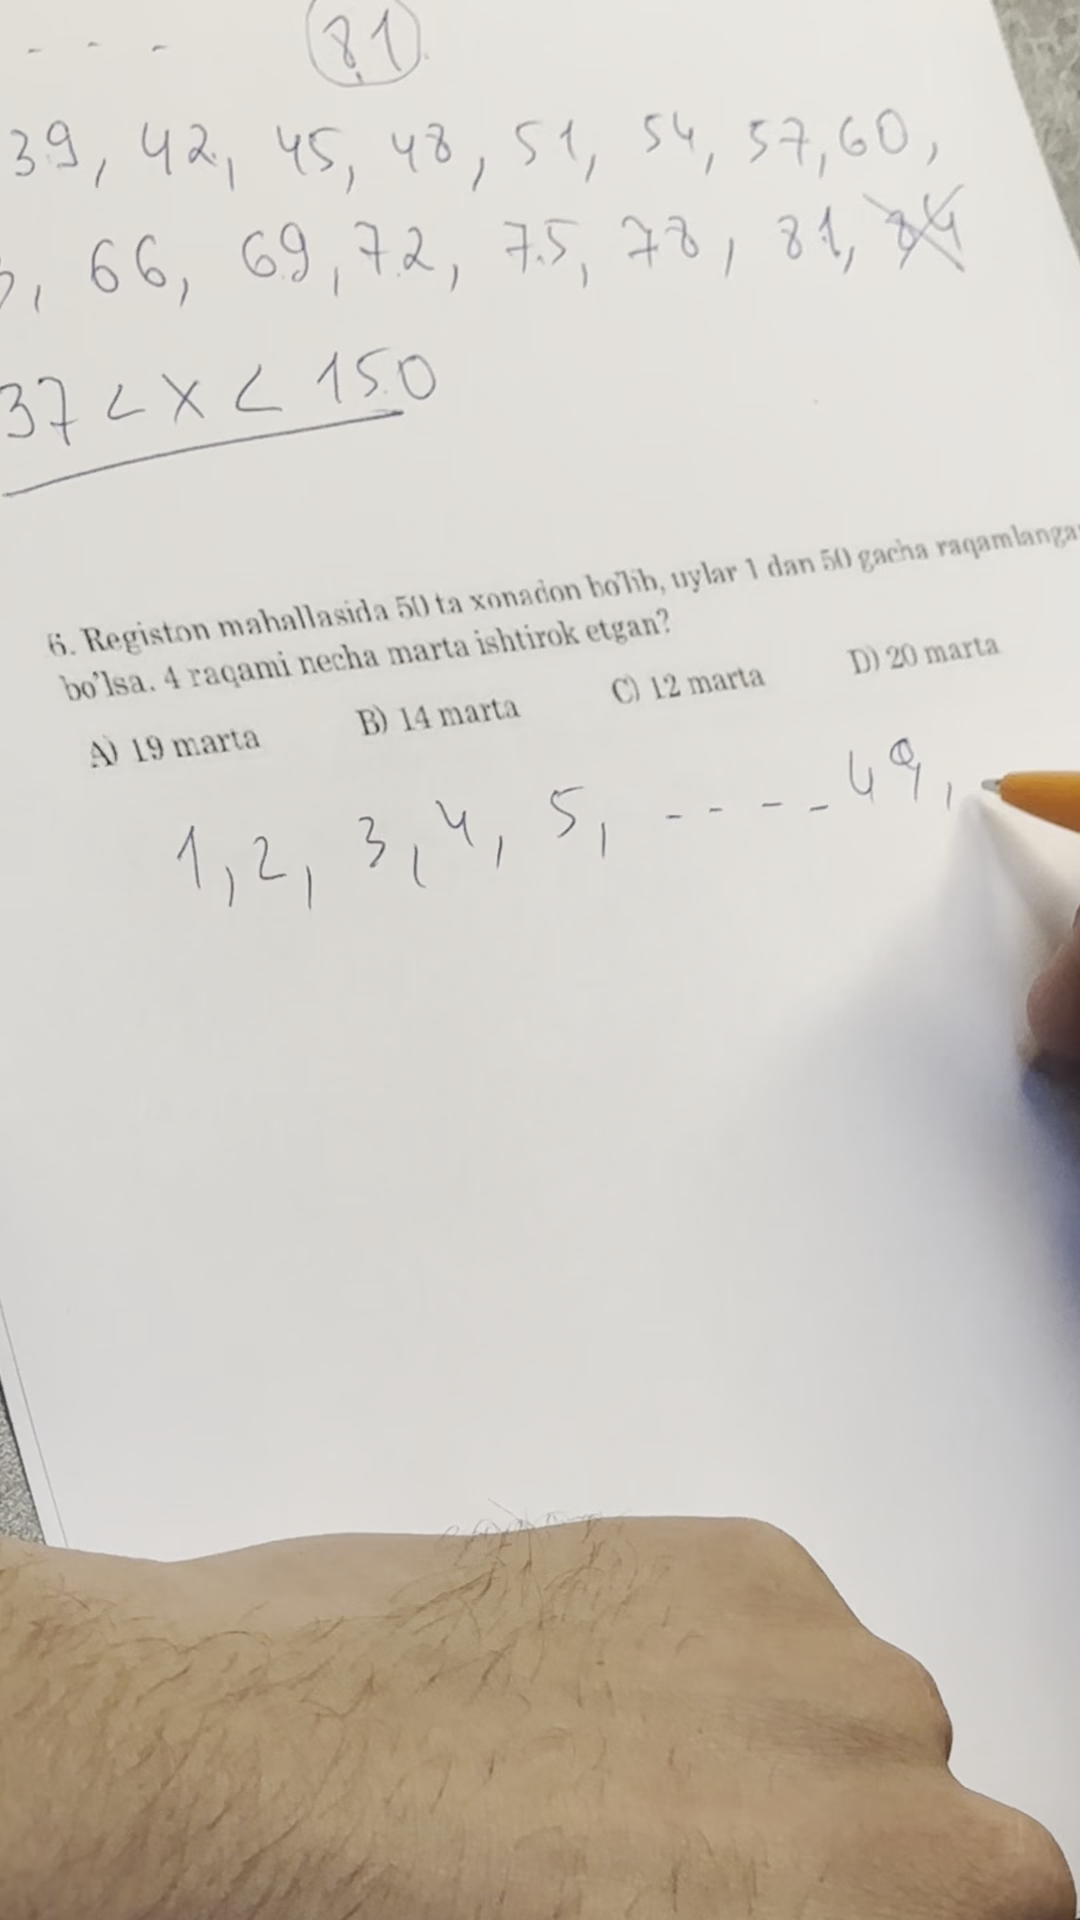 81
39, 42, 45, 48, 51, 54, 57, 60,
, 66, 69, 72, 75, 78, 81, 84
37 < x < 150
6. Registon mahallasida 50 ta xonadon bo'lib, uylar 1 dan 50 gacha raqamlanga
bo'lsa. 4 raqami necha marta ishtirok etgan?
A) 19 marta B) 14 marta C) 12 marta D) 20 marta
1, 2, 3, 4, 5, - - - - 49,